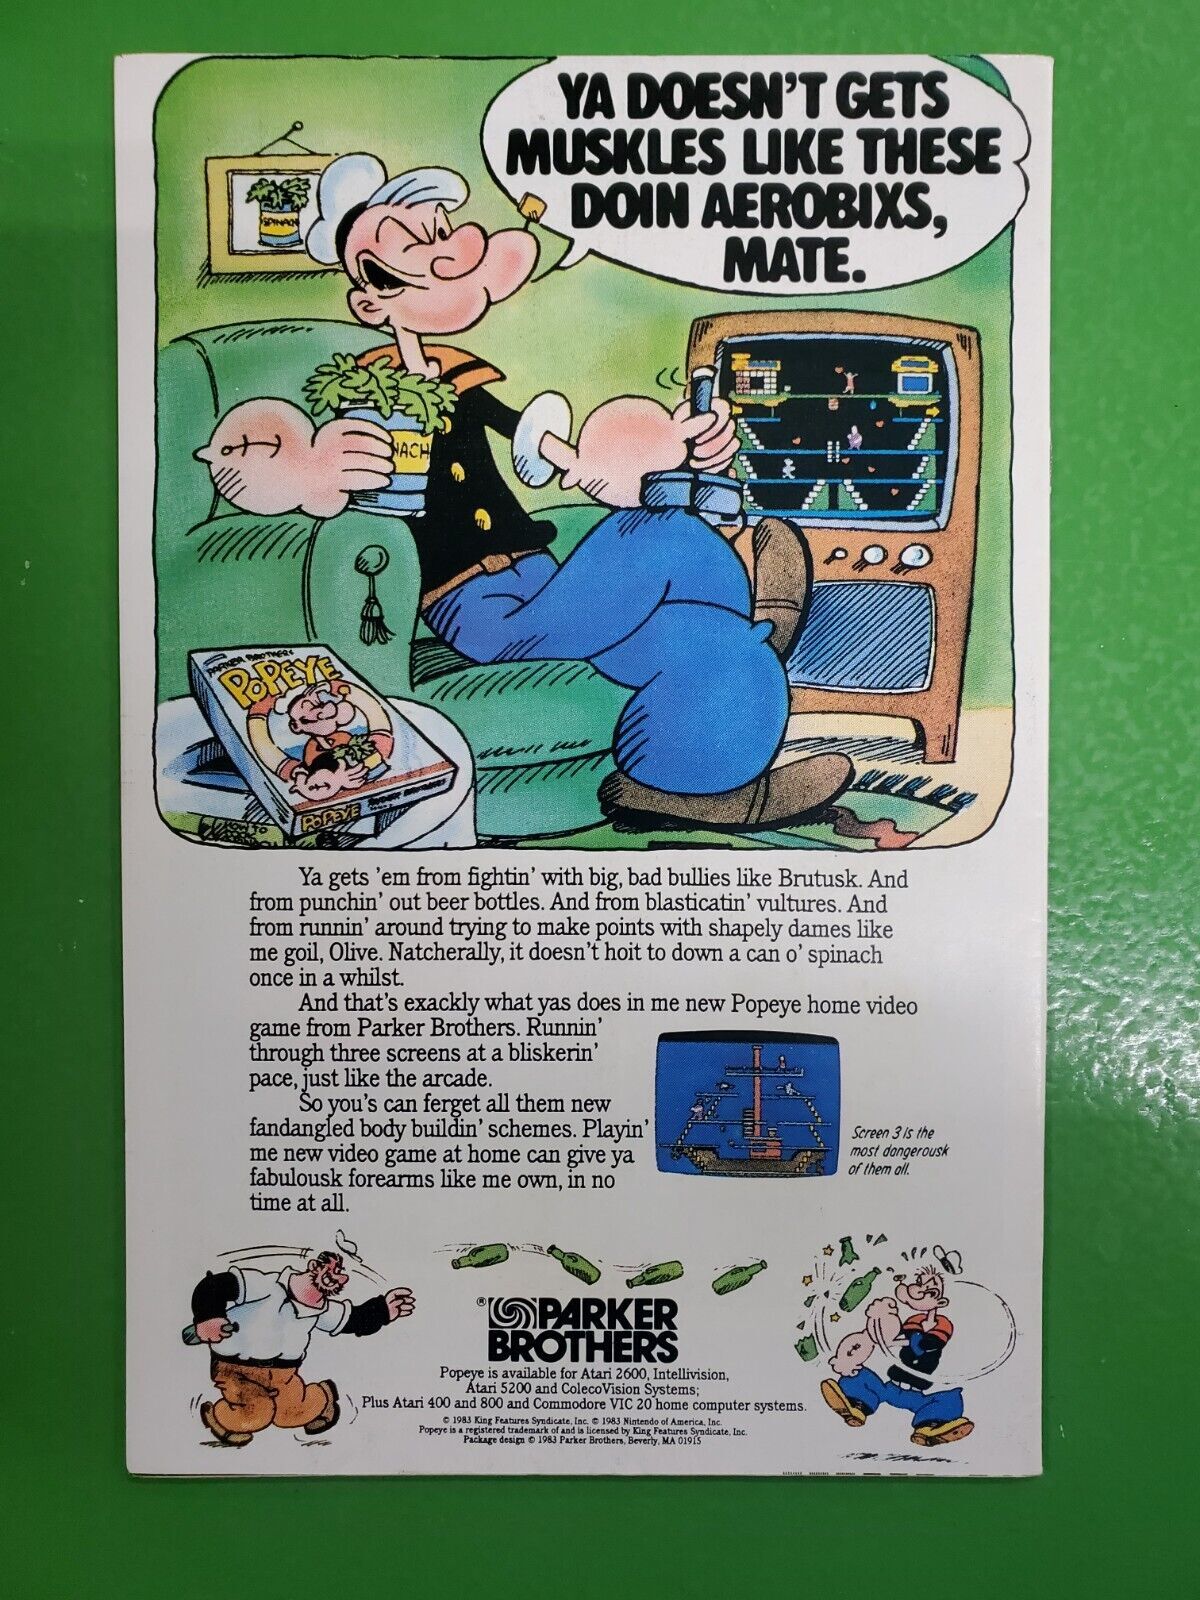 YA DOESN'T GETS
MUSKLES LIKE THESE
DOIN AEROBIXS,
MATE.
SPINACH
NACH
PARKER BROTHERS
POPEYE
PARKER BROTHERS
POPEYE
Ya gets 'em from fightin' with big, bad bullies like Brutusk. And
from punchin' out beer bottles. And from blasticatin' vultures. And
from runnin' around trying to make points with shapely dames like
me goil, Olive. Natcherally, it doesn't hoit to down a can o' spinach
once in a whilst.
And that's exackly what yas does in me new Popeye home video
game from Parker Brothers. Runnin'
through three screens at a bliskerin'
pace, just like the arcade.
So you's can ferget all them new
fandangled body buildin' schemes. Playin'
me new video game at home can give ya
fabulousk forearms like me own, in no
time at all.
Screen 3 is the
most dangerousk
of them all.
® PARKER
BROTHERS
Popeye is available for Atari 2600, Intellivision,
Atari 5200 and ColecoVision Systems;
Plus Atari 400 and 800 and Commodore VIC 20 home computer systems.
© 1983 King Features Syndicate, Inc. © 1983 Nintendo of America, Inc.
Popeye is a registered trademark of and is licensed by King Features Syndicate, Inc.
Package design © 1983 Parker Brothers, Beverly, MA 01915